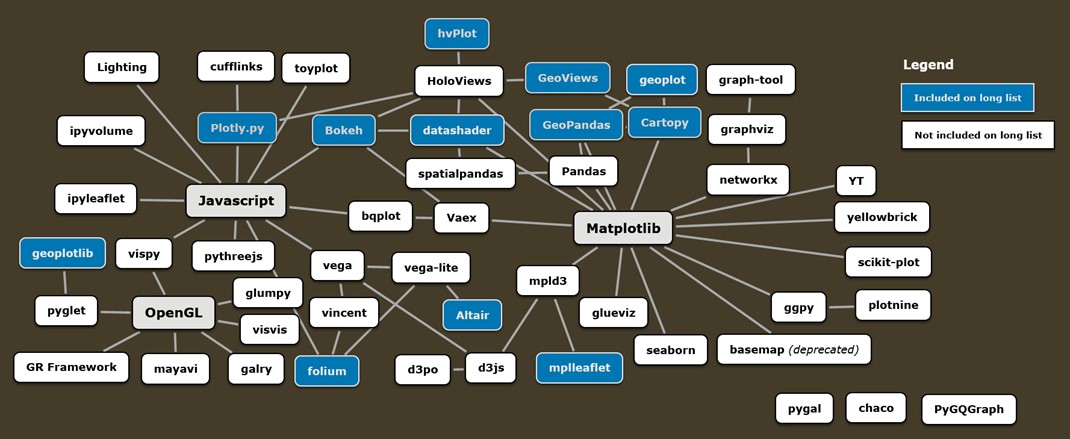 hvPlot
Lighting
cufflinks
toyplot
HoloViews
GeoViews
geoplot
graph-tool
Legend
Included on long list
Not included on long list
ipyvolume
Plotly.py
Bokeh
datashader
GeoPandas
Cartopy
graphviz
spatialpandas
Pandas
networkx
YT
ipyleaflet
Javascript
bqplot
Vaex
Matplotlib
yellowbrick
geoplotlib
vispy
pythreejs
vega
vega-lite
scikit-plot
mpld3
glumpy
pyglet
OpenGL
vincent
Altair
glueviz
ggpy
plotnine
visvis
seaborn
basemap (deprecated)
GR Framework
mayavi
galry
folium
d3po
d3js
mplleaflet
pygal
chaco
PyGQGraph